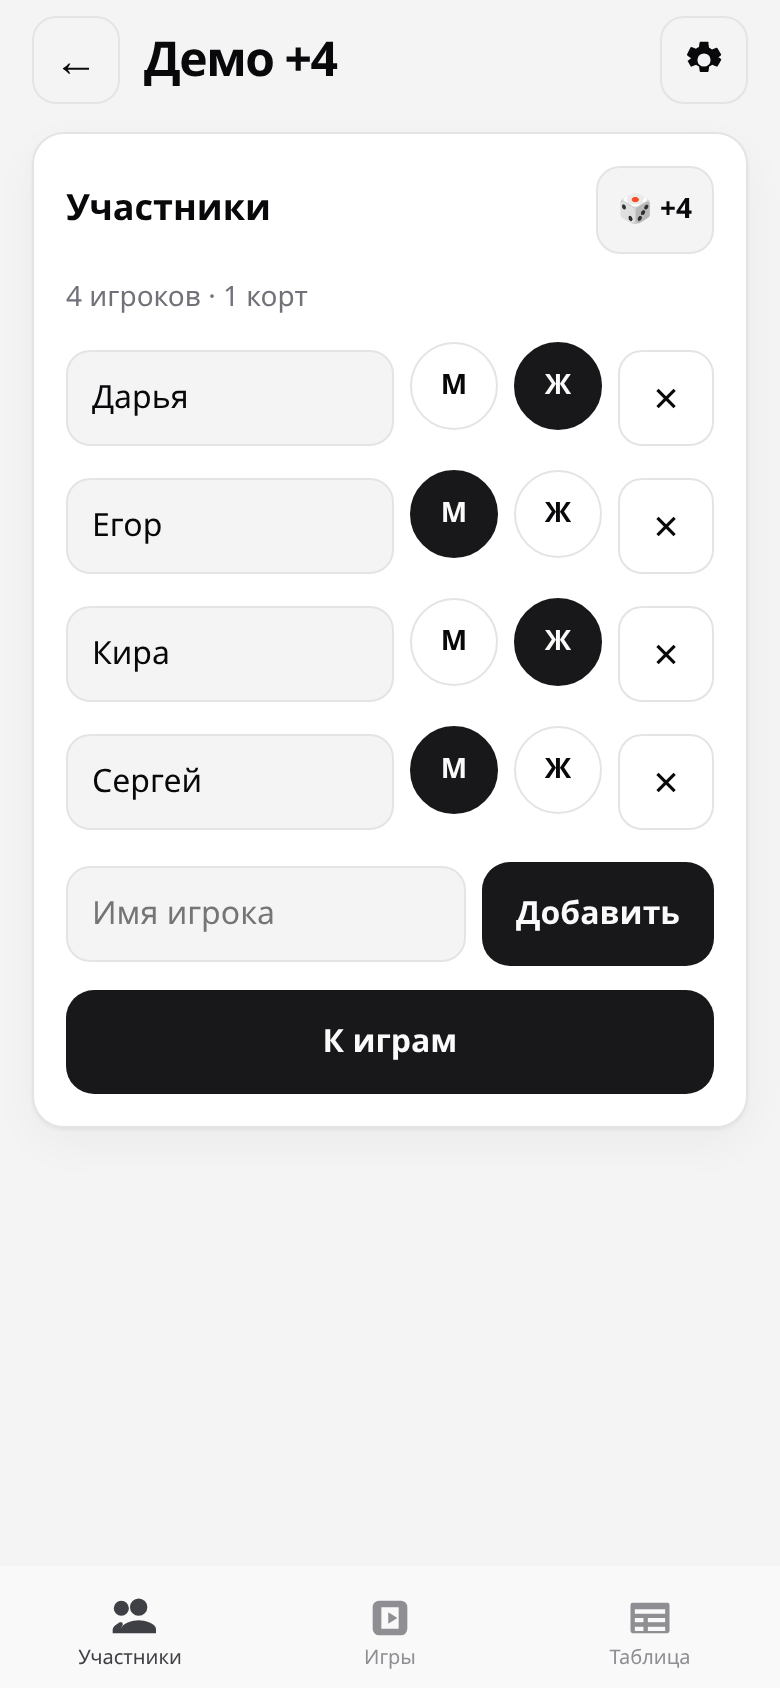 ← Демо +4
Участники 🎲 +4
4 игроков · 1 корт
Дарья М Ж ✕
Егор М Ж ✕
Кира М Ж ✕
Сергей М Ж ✕
Имя игрока Добавить
К играм
Участники Игры Таблица